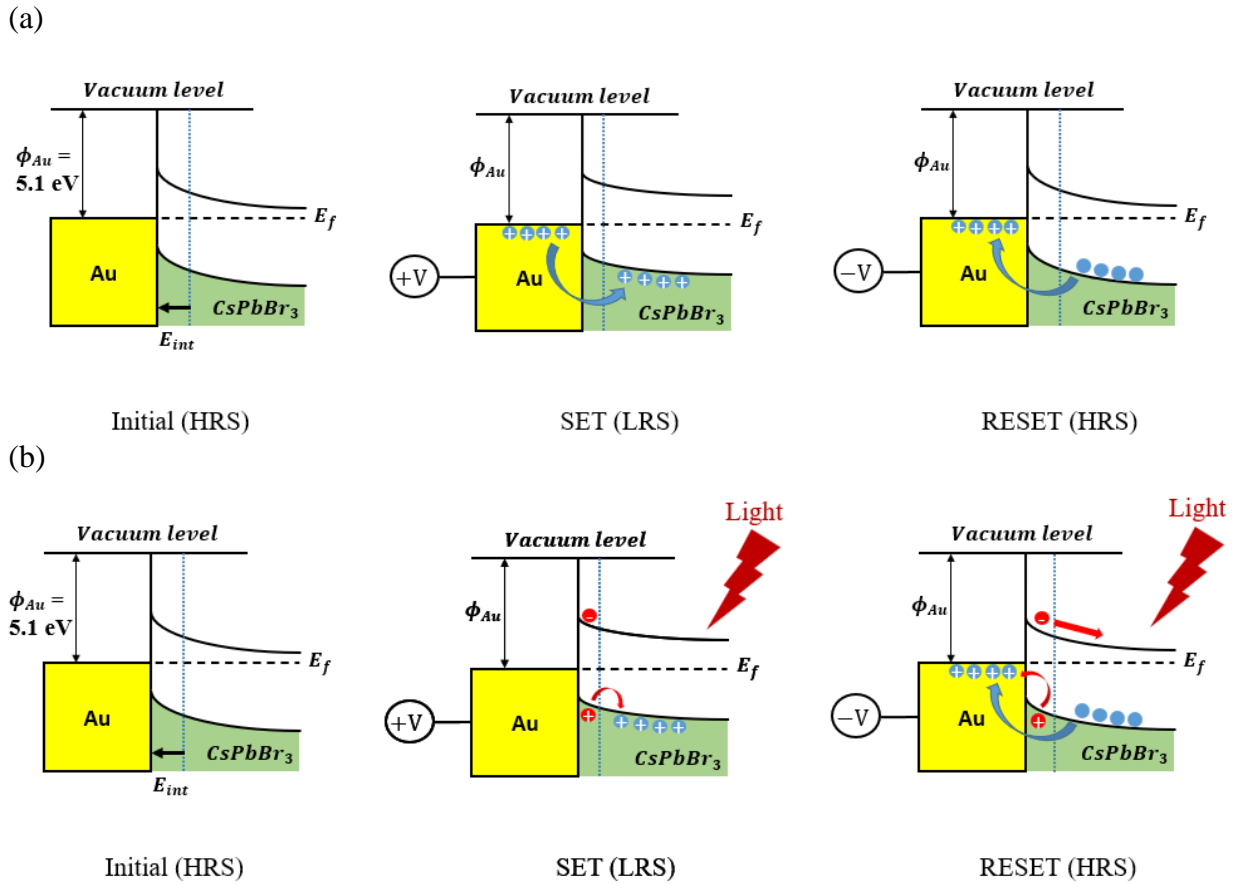 (a)
Vacuum level Vacuum level Vacuum level
ϕAu = 5.1 eV ϕAu ϕAu
Ef Ef Ef
Au +V Au −V Au
CsPbBr3 CsPbBr3 CsPbBr3
Eint
Initial (HRS) SET (LRS) RESET (HRS)
(b)
Light Light
Vacuum level Vacuum level Vacuum level
ϕAu = 5.1 eV ϕAu ϕAu
Ef Ef Ef
Au +V Au −V Au
CsPbBr3 CsPbBr3 CsPbBr3
Eint
Initial (HRS) SET (LRS) RESET (HRS)